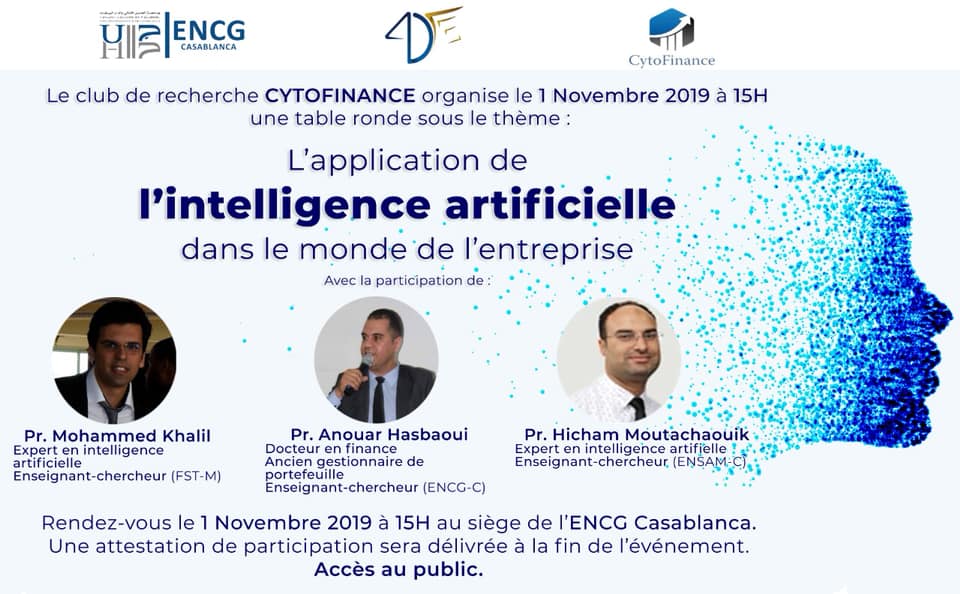 ENCG
CASABLANCA
CytoFinance
Le club de recherche CYTOFINANCE organise le 1 Novembre 2019 à 15H
une table ronde sous le thème :
L'application de
l'intelligence artificielle
dans le monde de l'entreprise
Avec la participation de :
Pr. Mohammed Khalil
Expert en intelligence
artificielle
Enseignant-chercheur (FST-M)
Pr. Anouar Hasbaoui
Docteur en finance
Ancien gestionnaire de
portefeuille
Enseignant-chercheur (ENCG-C)
Pr. Hicham Moutachaouik
Expert en intelligence artifielle
Enseignant-chercheur (ENSAM-C)
Rendez-vous le 1 Novembre 2019 à 15H au siège de l'ENCG Casablanca.
Une attestation de participation sera délivrée à la fin de l'événement.
Accès au public.